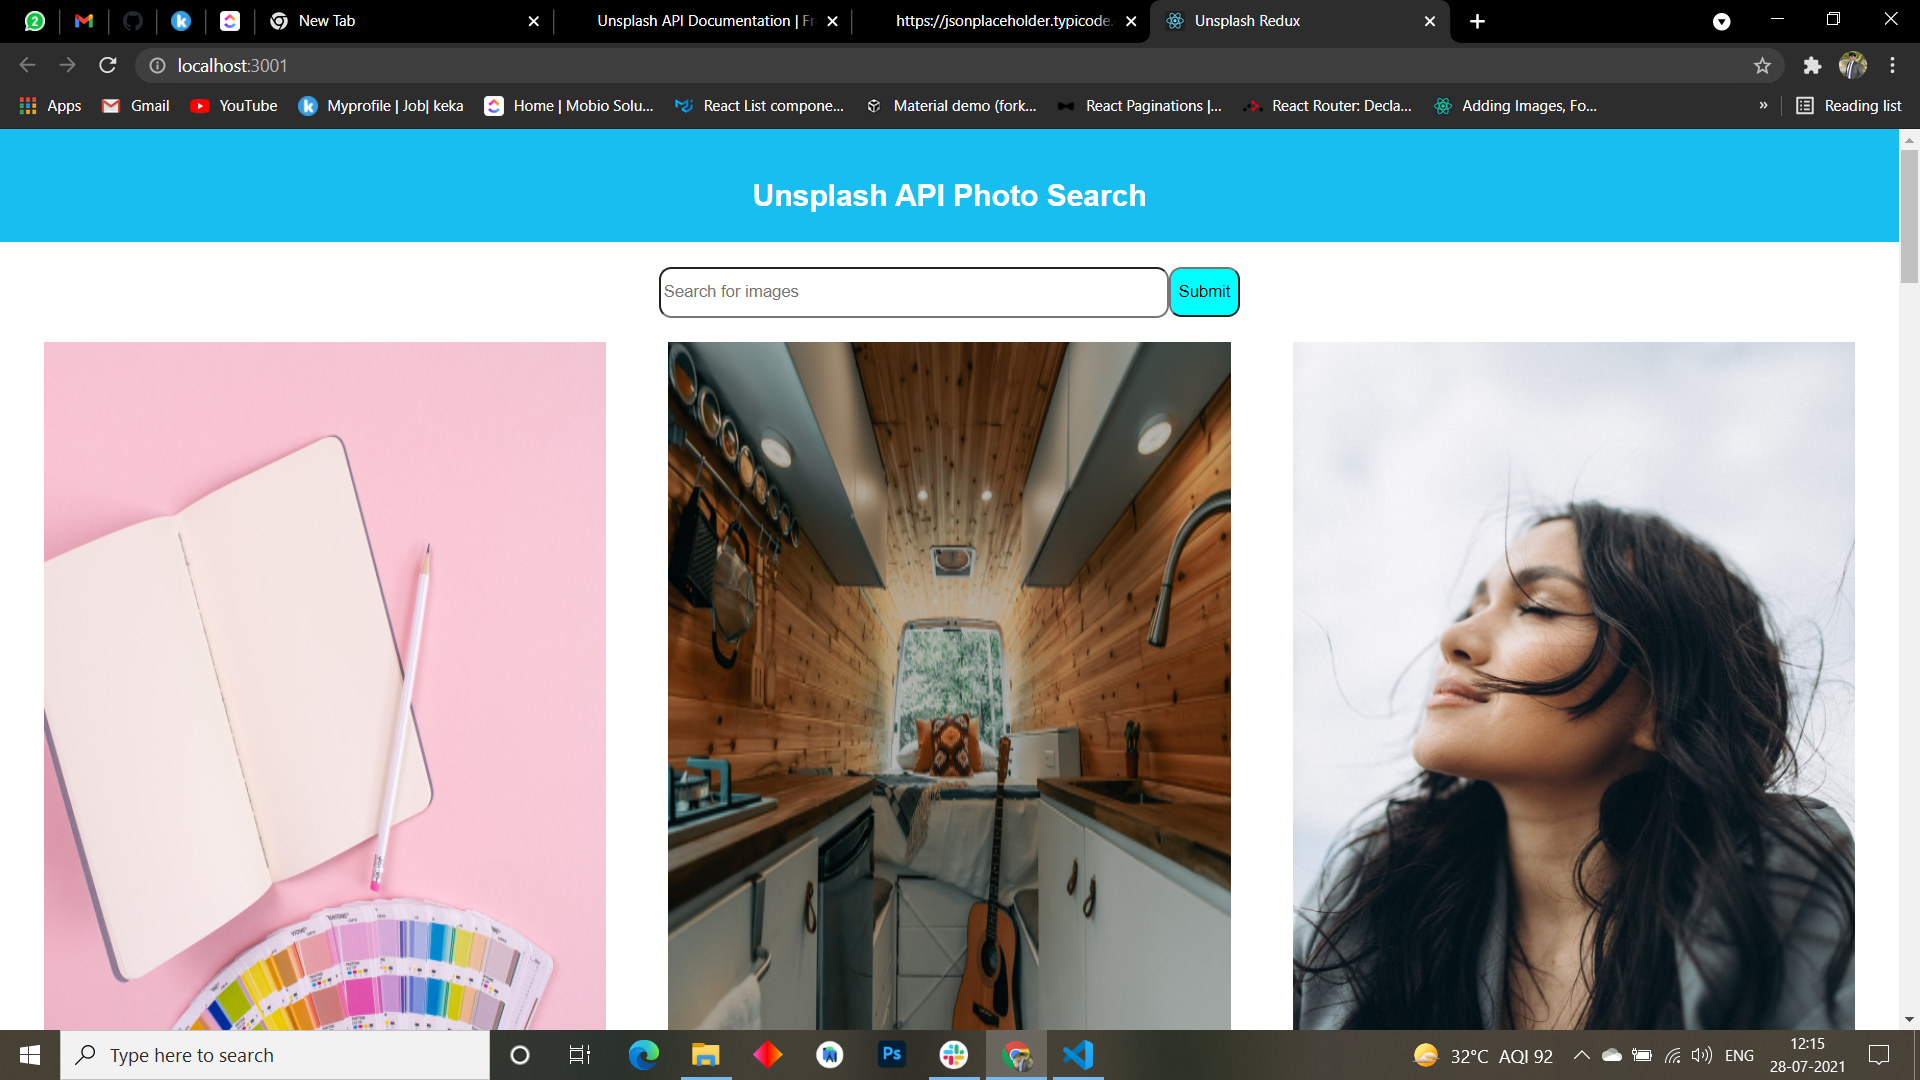 2
New Tab
Unsplash API Documentation | Fr
https://jsonplaceholder.typicode.
Unsplash Redux
localhost:3001
Apps
Gmail
YouTube
Myprofile | Job| keka
Home | Mobio Solu...
React List compone...
Material demo (fork...
React Paginations |...
React Router: Decla...
Adding Images, Fo...
»
Reading list
Unsplash API Photo Search
Search for images
Submit
Type here to search
Ps
32°C AQI 92
ENG
12:15
28-07-2021